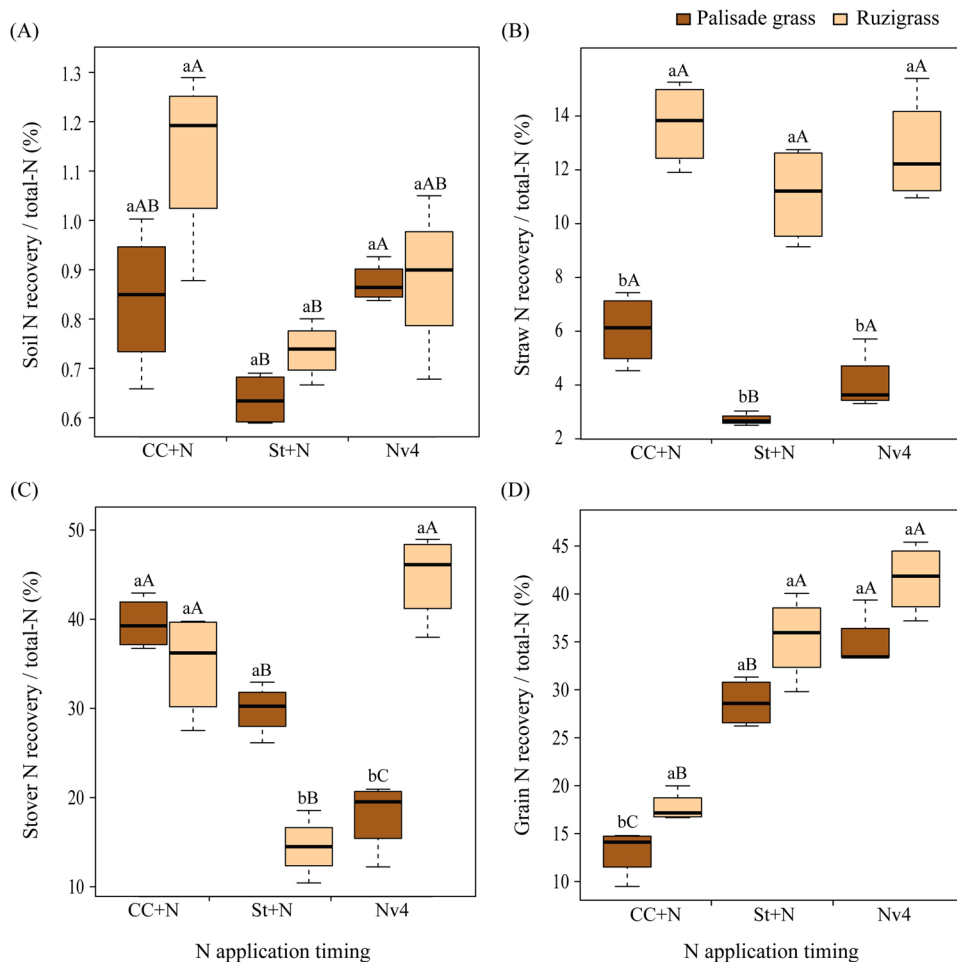 (A)
Palisade grass Ruzigrass
(B)
Soil N recovery / total-N (%)
1.3
1.2
1.1
1.0
0.9
0.8
0.7
0.6
aAB
aA
aB
aB
aA
aAB
CC+N St+N Nv4
Straw N recovery / total-N (%)
14
12
10
8
6
4
2
bA
aA
bB
aA
bA
aA
CC+N St+N Nv4
(C)
Stover N recovery / total-N (%)
50
40
30
20
10
aA
aA
aB
bB
bC
aA
CC+N St+N Nv4
N application timing
(D)
Grain N recovery / total-N (%)
45
40
35
30
25
20
15
10
bC
aB
aB
aA
aA
aA
CC+N St+N Nv4
N application timing